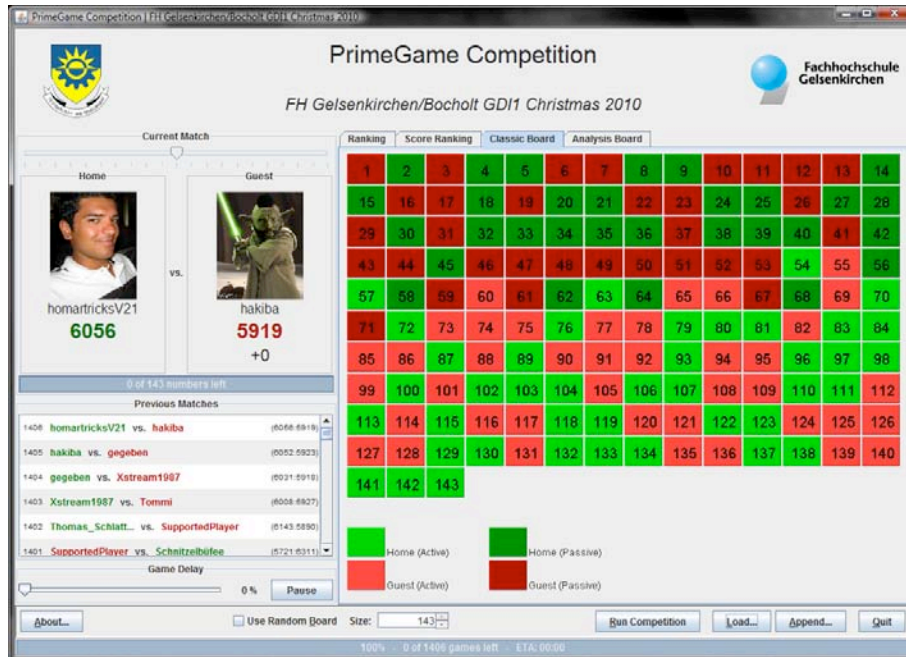 PrimeGame Competition | FH Gelsenkirchen/Bocholt GDI1 Christmas 2010
PrimeGame Competition
FH Gelsenkirchen/Bocholt GDI1 Christmas 2010
Fachhochschule
Gelsenkirchen
Current Match
Home
Guest
vs.
homartricksV21
hakiba
6056
5919
+0
0 of 143 numbers left
Previous Matches
1406 homartricksV21 vs. hakiba
1405 hakiba vs. gegeben (6052:5923)
1404 gegeben vs. Xstream1987 (6031:5918)
1403 Xstream1987 vs. Tommi (6008:5827)
1402 Thomas_Schlatt... vs. SupportedPlayer (6143:5890)
1401 SupportedPlayer vs. Schnitzelbüfee (5721:6311)
Game Delay
0 %
Pause
Ranking
Score Ranking
Classic Board
Analysis Board
1 2 3 4 5 6 7 8 9 10 11 12 13 14
15 16 17 18 19 20 21 22 23 24 25 26 27 28
29 30 31 32 33 34 35 36 37 38 39 40 41 42
43 44 45 46 47 48 49 50 51 52 53 54 55 56
57 58 59 60 61 62 63 64 65 66 67 68 69 70
71 72 73 74 75 76 77 78 79 80 81 82 83 84
85 86 87 88 89 90 91 92 93 94 95 96 97 98
99 100 101 102 103 104 105 106 107 108 109 110 111 112
113 114 115 116 117 118 119 120 121 122 123 124 125 126
127 128 129 130 131 132 133 134 135 136 137 138 139 140
141 142 143
Home (Active)
Home (Passive)
Guest (Active)
Guest (Passive)
About...
Use Random Board
Size: 143
Run Competition
Load...
Append...
Quit
100% - 0 of 1406 games left - ETA: 00:00